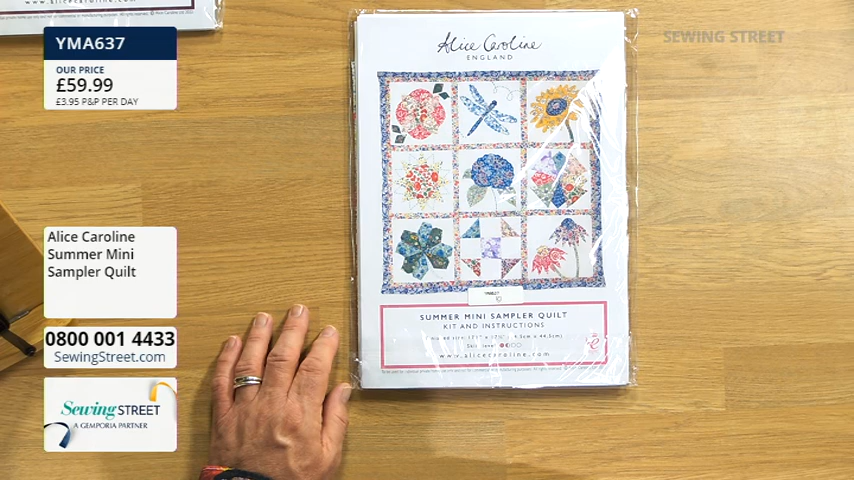 YMA637
OUR PRICE
£59.99
£3.95 P&P PER DAY
Alice Caroline
Summer Mini
Sampler Quilt
0800 001 4433
SewingStreet.com
Sewing STREET
A GEMPORIA PARTNER
SEWING STREET
Alice Caroline
ENGLAND
SUMMER MINI SAMPLER QUILT
KIT AND INSTRUCTIONS
Skill level
www.alicecaroline.com